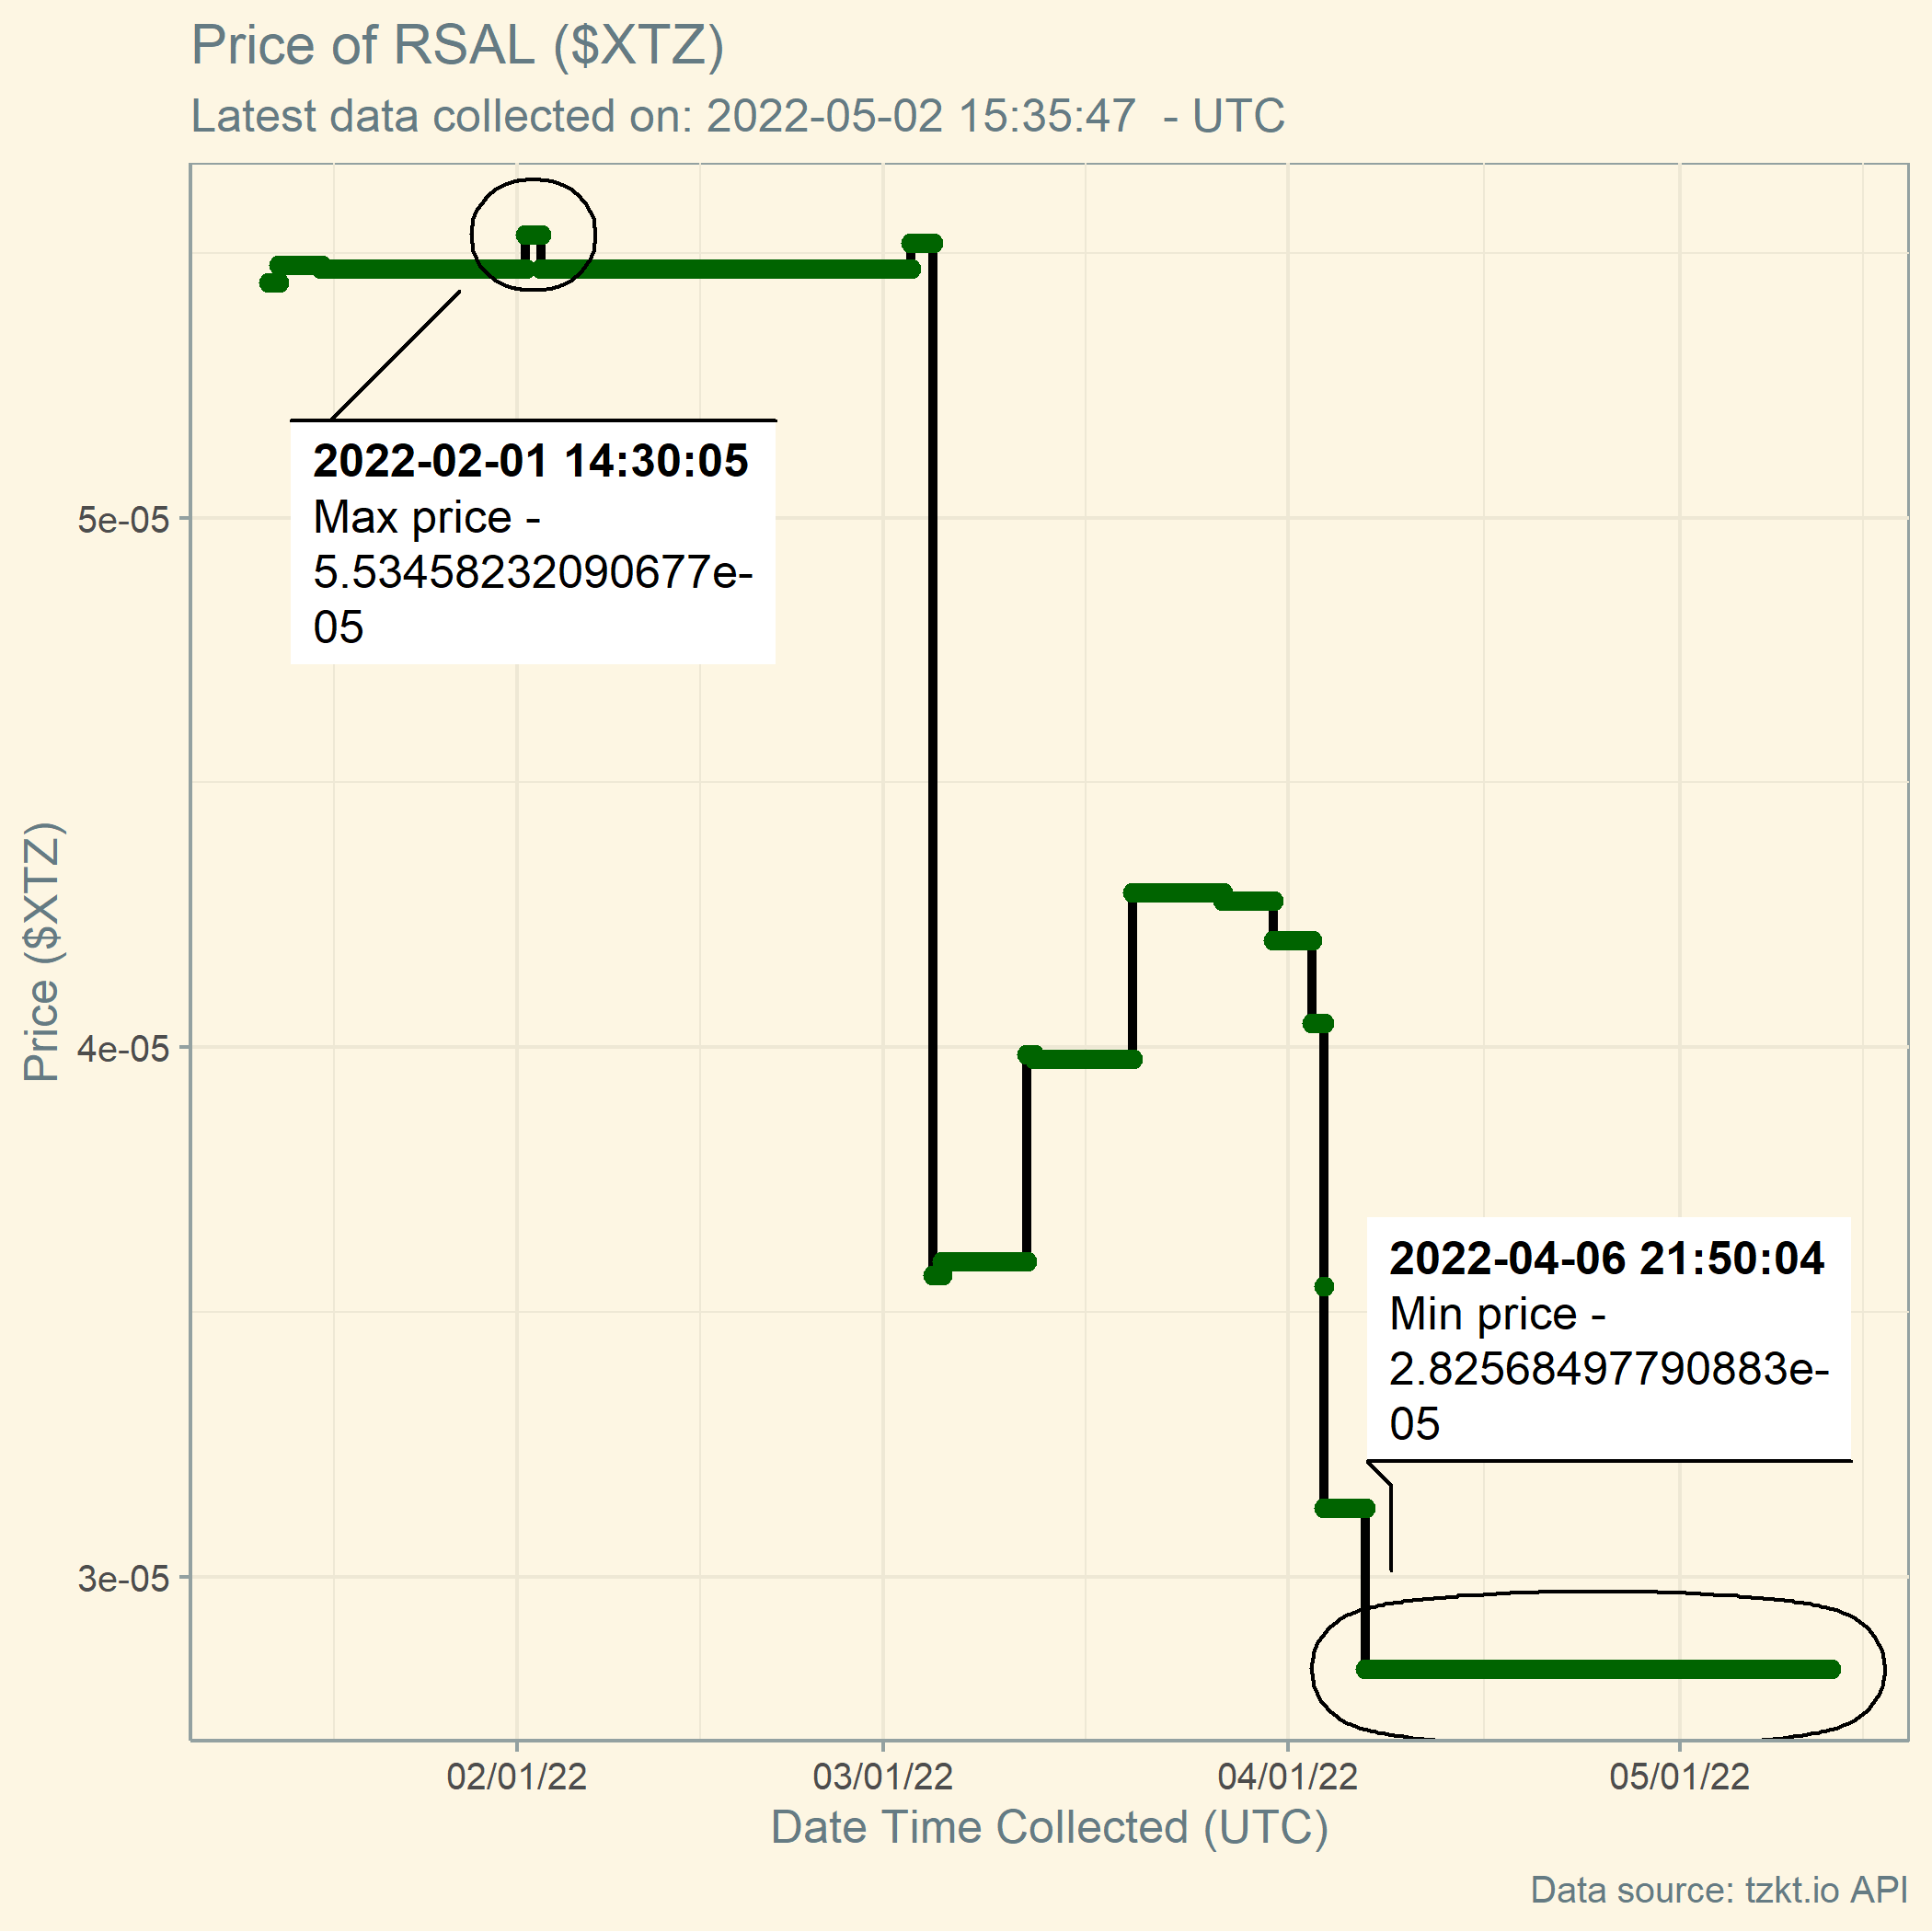 Price of RSAL ($XTZ)
Latest data collected on: 2022-05-02 15:35:47  - UTC
2022-02-01 14:30:05
Max price -
5.53458232090677e-
05
5e-05
Price ($XTZ)
4e-05
2022-04-06 21:50:04
Min price -
2.82568497790883e-
05
3e-05
02/01/22
03/01/22
04/01/22
05/01/22
Date Time Collected (UTC)
Data source: tzkt.io API